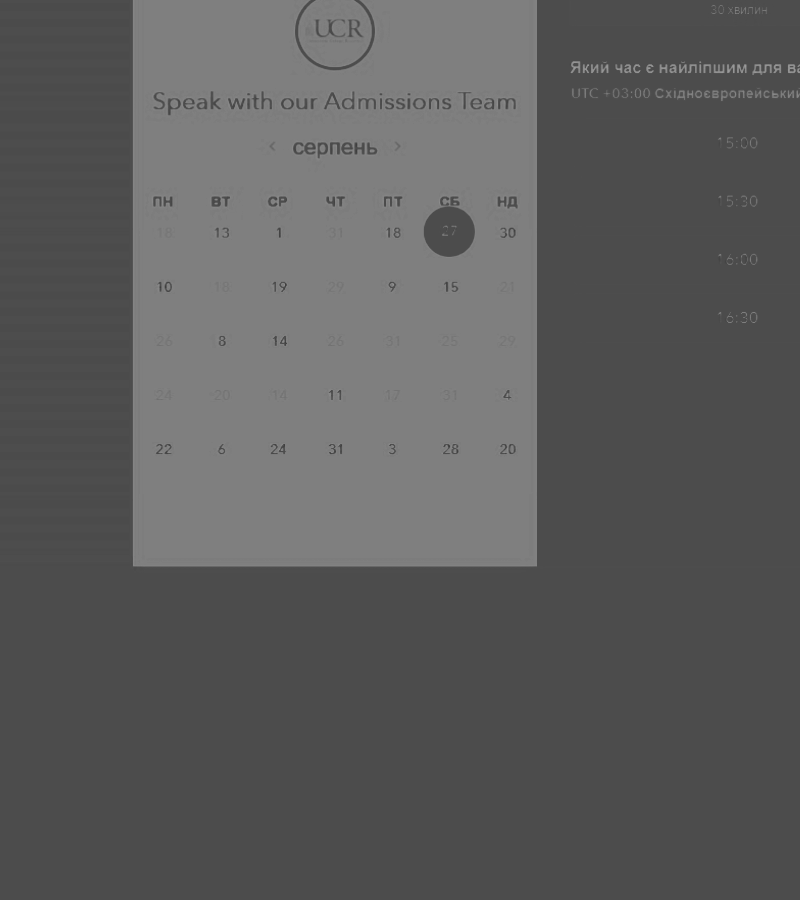 UCR
Speak with our Admissions Team
серпень
ПН ВТ СР ЧТ ПТ СБ НД
18 13 1 31 18 27 30
10 18 19 29 9 15 21
26 8 14 26 31 25 29
24 20 14 11 17 31 4
22 6 24 31 3 28 20
30 хвилин
Який час є найліпшим для ва
UTC +03:00 Східноєвропейський
15:00
15:30
16:00
16:30